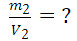 m₂/V₂ = ?